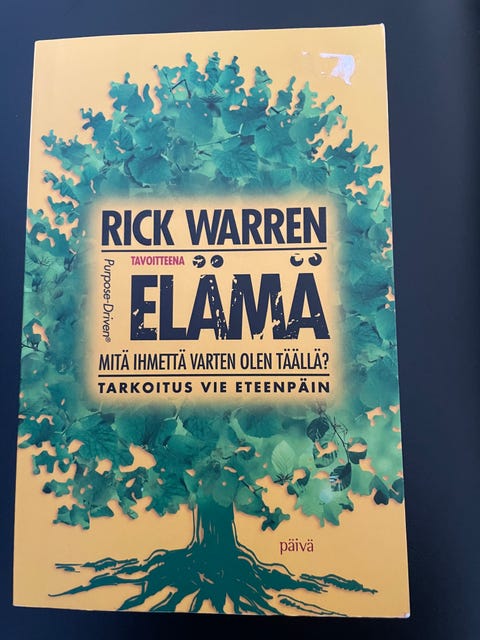 RICK WARREN
TAVOITTEENA
Purpose-Driven®
ELÄMÄ
MITÄ IHMETTÄ VARTEN OLEN TÄÄLLÄ?
TARKOITUS VIE ETEENPÄIN
päivä